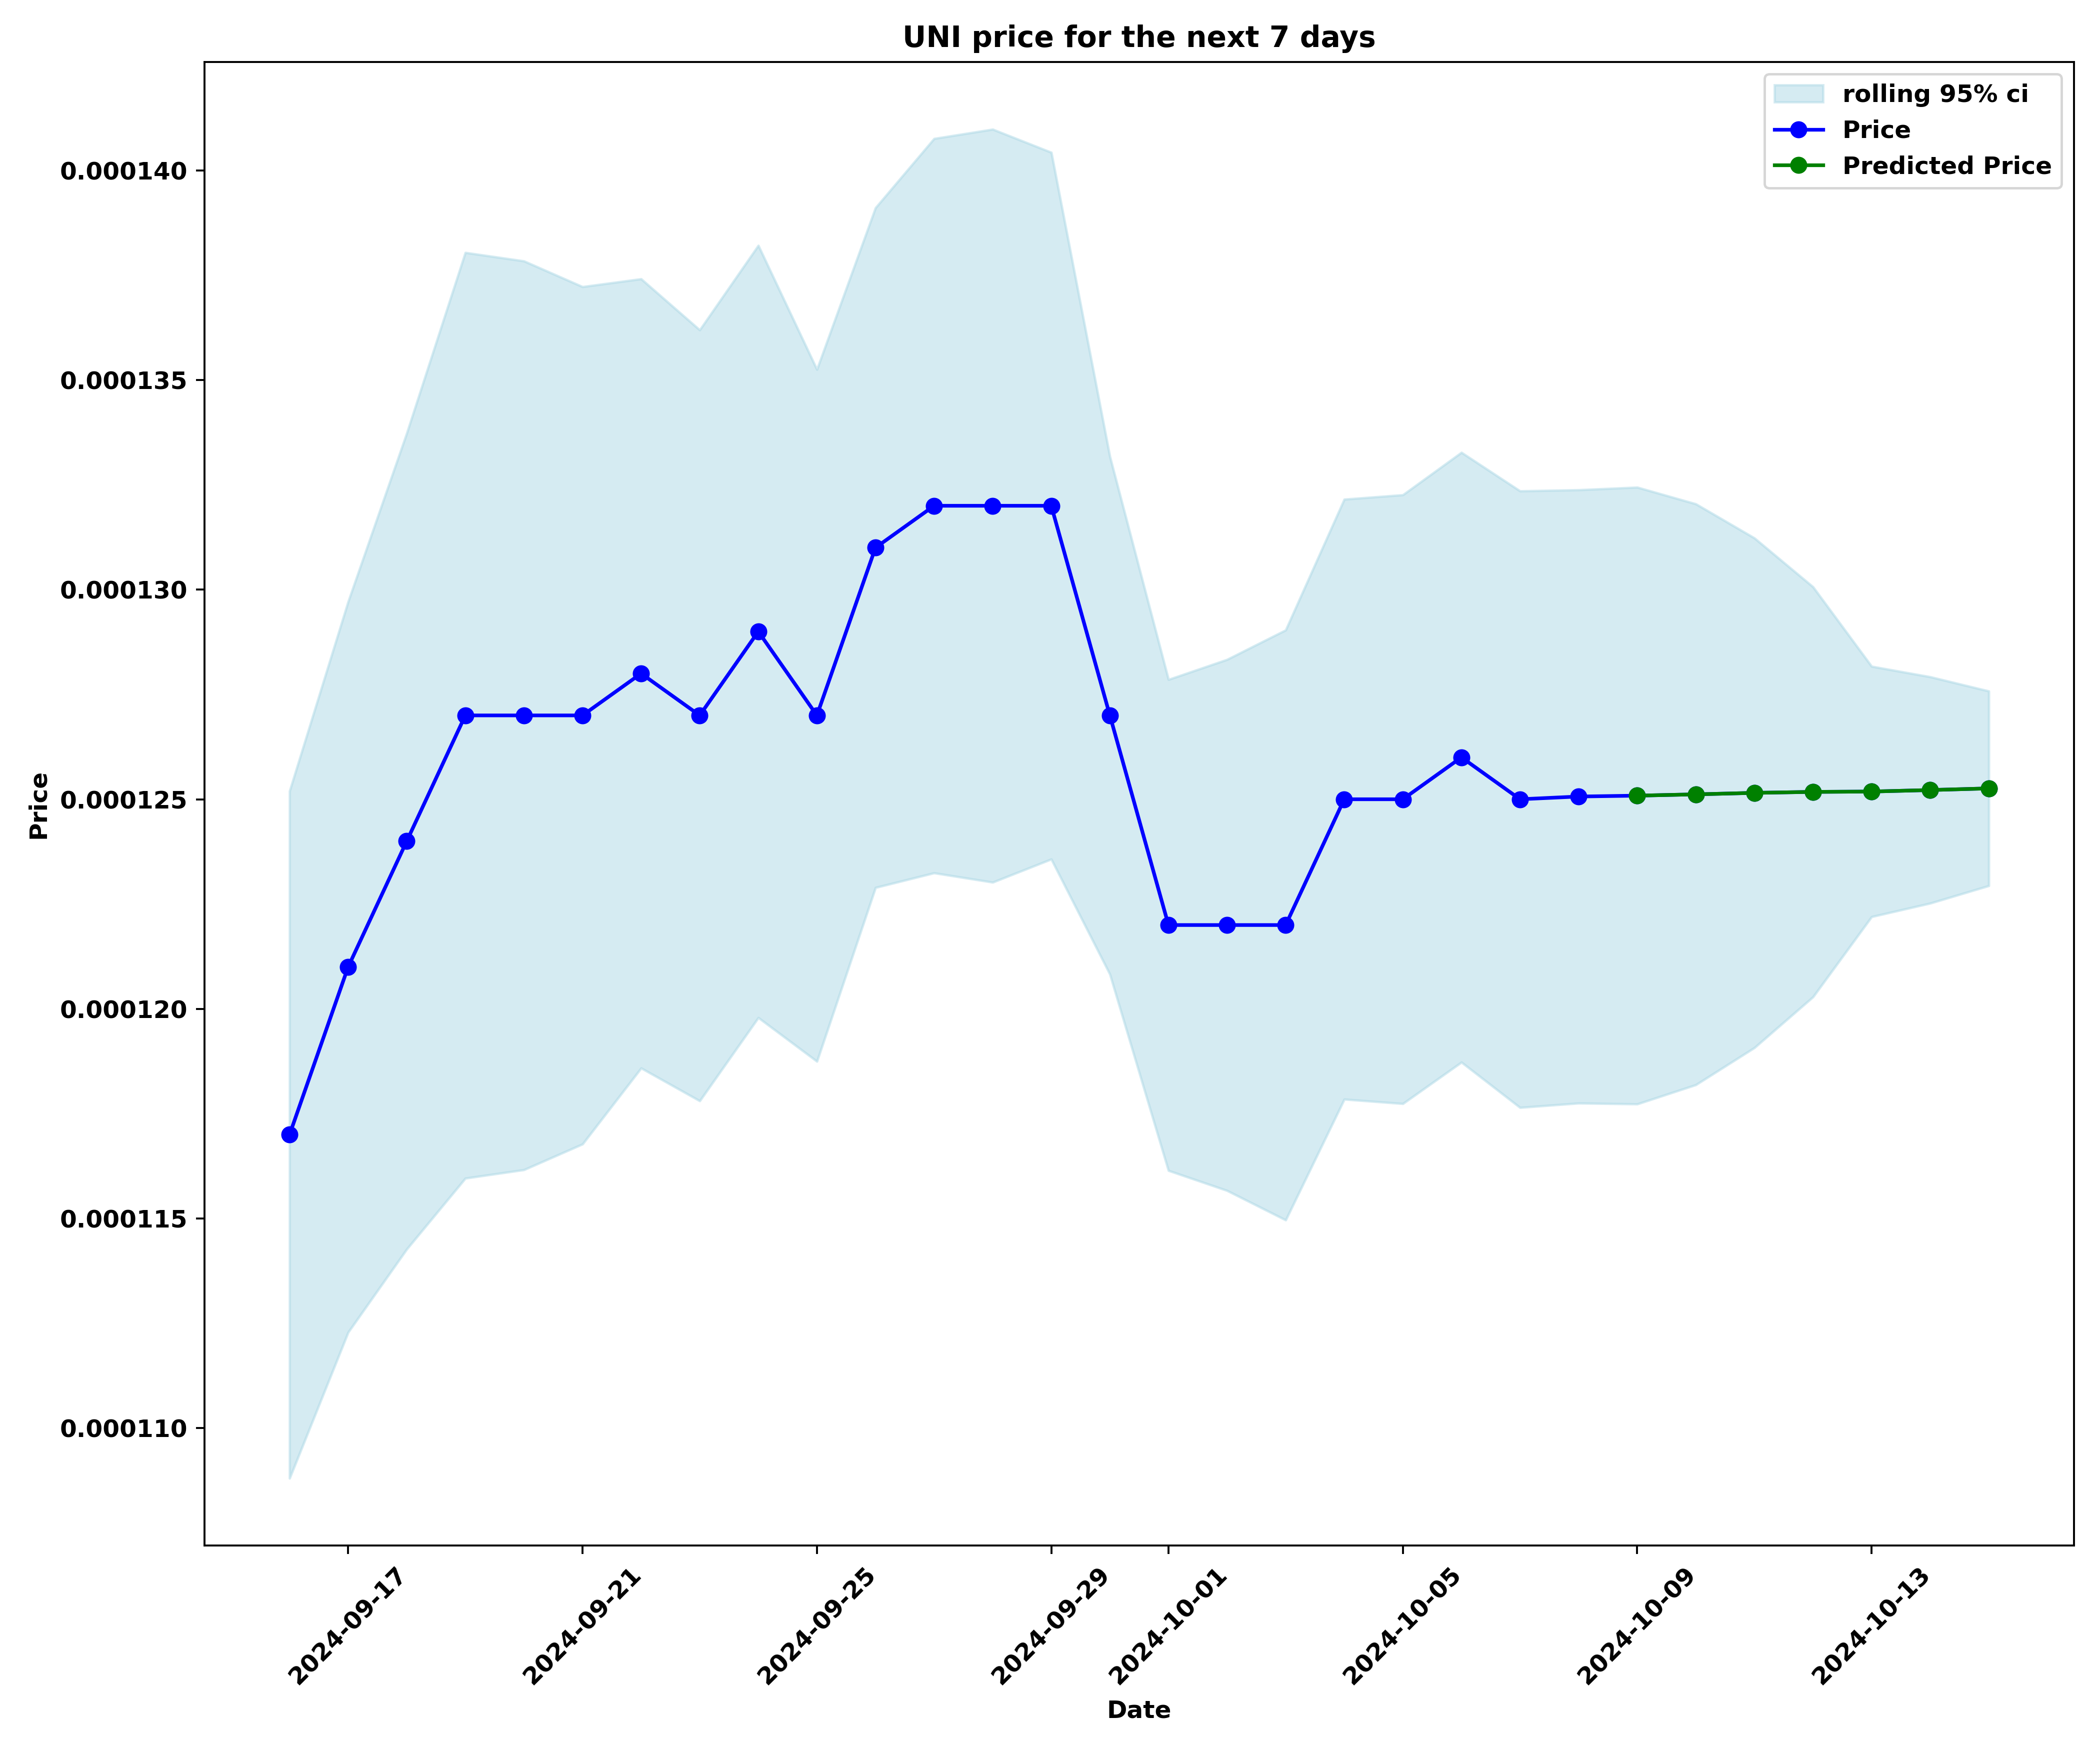 UNI price for the next 7 days
rolling 95% ci
Price
Predicted Price
0.000140
0.000135
0.000130
0.000125
0.000120
0.000115
0.000110
Price
2024-09-17
2024-09-21
2024-09-25
2024-09-29
2024-10-01
2024-10-05
2024-10-09
2024-10-13
Date